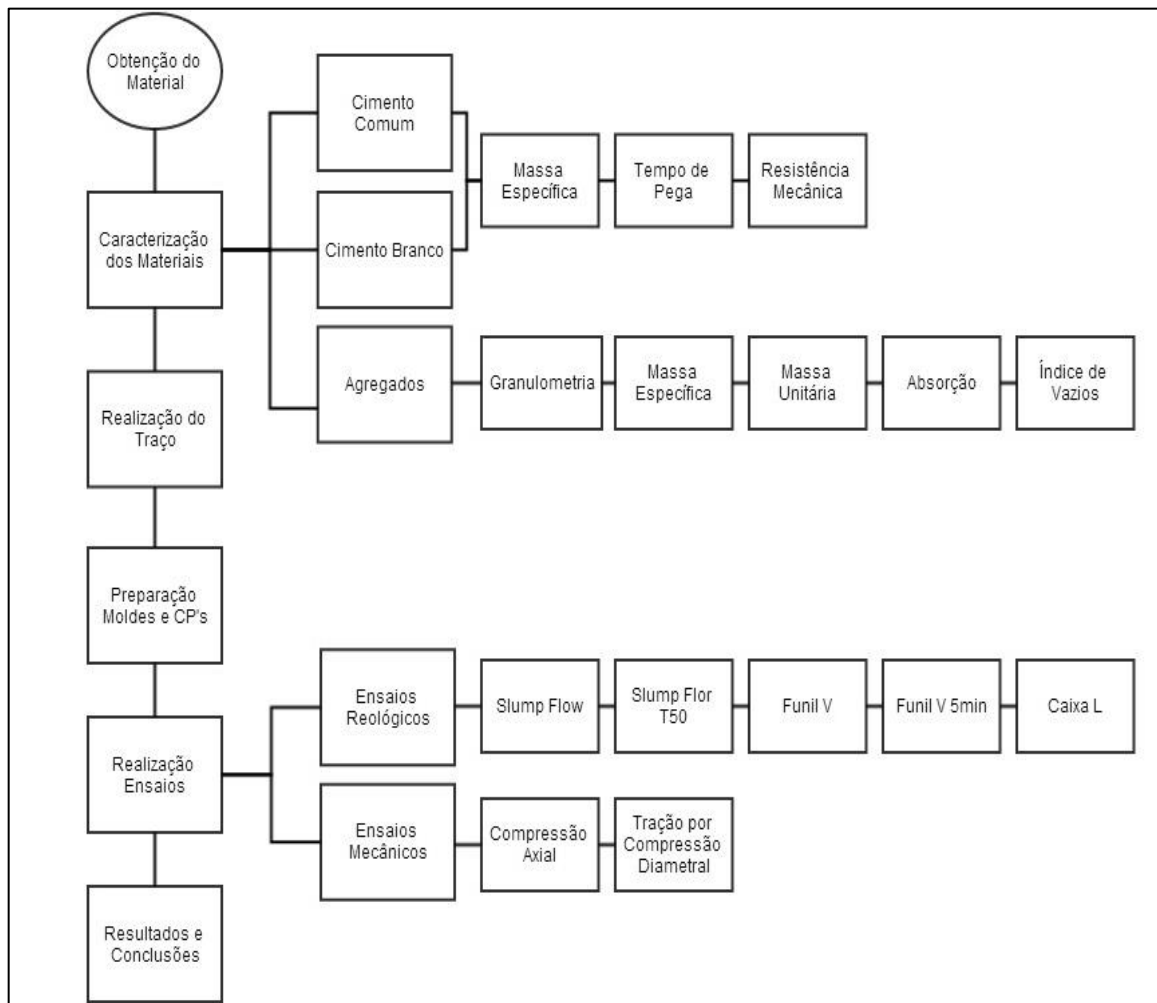 Obtenção do
Material
Cimento
Comum
Massa
Específica
Tempo de
Pega
Resistência
Mecânica
Caracterização
dos Materiais
Cimento Branco
Agregados
Granulometria
Massa
Específica
Massa
Unitária
Absorção
Índice de
Vazios
Realização do
Traço
Preparação
Moldes e CP's
Realização
Ensaios
Ensaios
Reológicos
Slump Flow
Slump Flor
T50
Funil V
Funil V 5min
Caixa L
Ensaios
Mecânicos
Compressão
Axial
Tração por
Compressão
Diametral
Resultados e
Conclusões